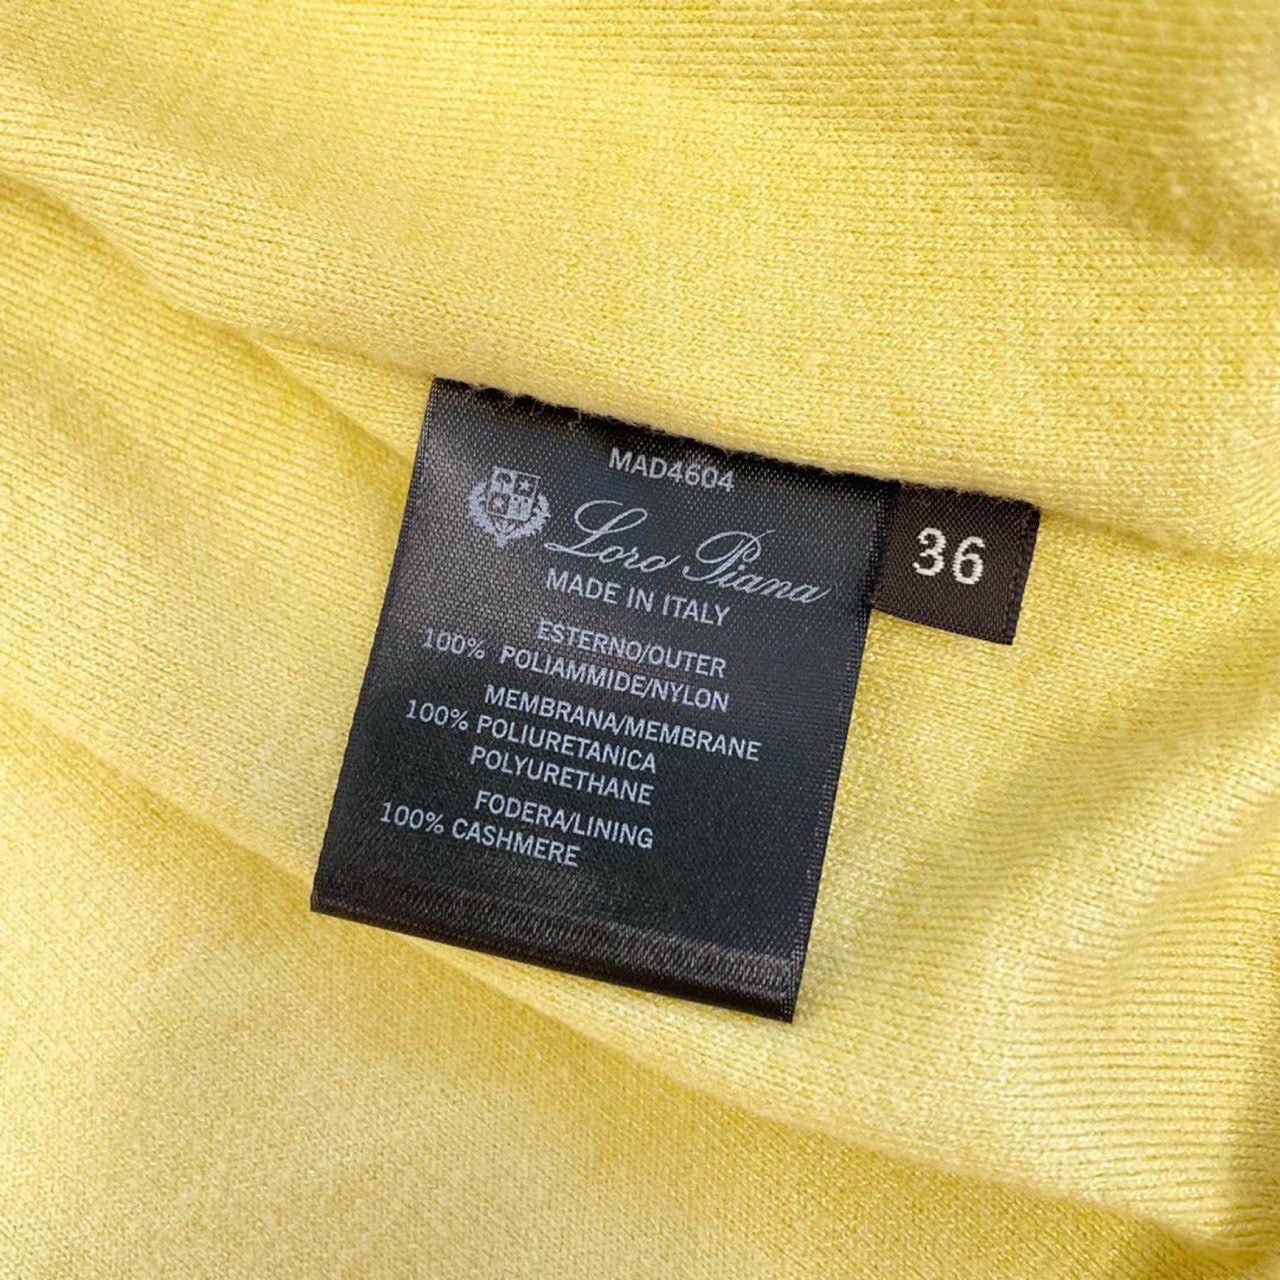 MAD4604
Loro Piana
36
MADE IN ITALY
ESTERNO/OUTER
100% POLIAMMIDE/NYLON
MEMBRANA/MEMBRANE
100% POLIURETANICA
POLYURETHANE
FODERA/LINING
100% CASHMERE